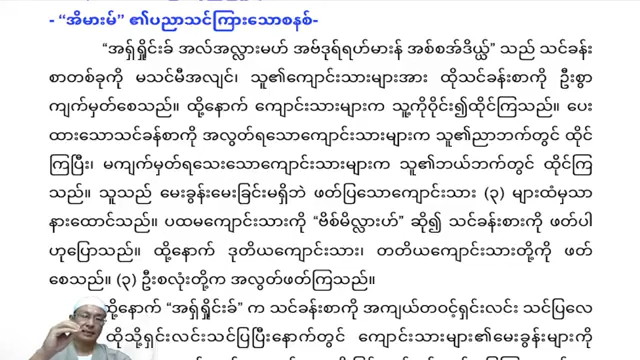 - “အိမားမ်” ၏ပညာသင်ကြားသောစနစ်-
“အရှ်ရှိုင်းခ် အလ်အလ္လားမဟ် အဗ်ဒုရ်ရဟ်မားန် အစ်စအ်ဒိယ္ယ်” သည် သင်ခန်း
စာတစ်ခုကို မသင်မီအလျင်၊ သူ၏ကျောင်းသားများအား ထိုသင်ခန်းစာကို ဦးစွာ
ကျက်မှတ်စေသည်။ ထို့နောက် ကျောင်းသားများက သူ့ကိုဝိုင်း၍ထိုင်ကြသည်။ ပေး
ထားသောသင်ခန်စာကို အလွတ်ရသောကျောင်းသားများက သူ၏ညာဘက်တွင် ထိုင်
ကြပြီး၊ မကျက်မှတ်ရသေးသောကျောင်းသားများက သူ၏ဘယ်ဘက်တွင် ထိုင်ကြ
သည်။ သူသည် မေးခွန်းမေးခြင်းမရှိဘဲ ဖတ်ပြသောကျောင်းသား (၃) များထံမှသာ
နားထောင်သည်။ ပထမကျောင်းသားကို “ဗိစ်မိလ္လားဟ်” ဆို၍ သင်ခန်းစာကို ဖတ်ပါ
ဟုပြောသည်။ ထို့နောက် ဒုတိယကျောင်းသား၊ တတိယကျောင်းသားတို့ကို ဖတ်
စေသည်။ (၃) ဦးစလုံးတို့က အလွတ်ဖတ်ကြသည်။
ထို့နောက် “အရှ်ရှိုင်းခ်” က သင်ခန်းစာကို အကျယ်တဝင့်ရှင်းလင်း သင်ပြလေ
ထိုသို့ရှင်းလင်းသင်ပြပြီးနောက်တွင် ကျောင်းသားများ၏မေးခွန်းများကို